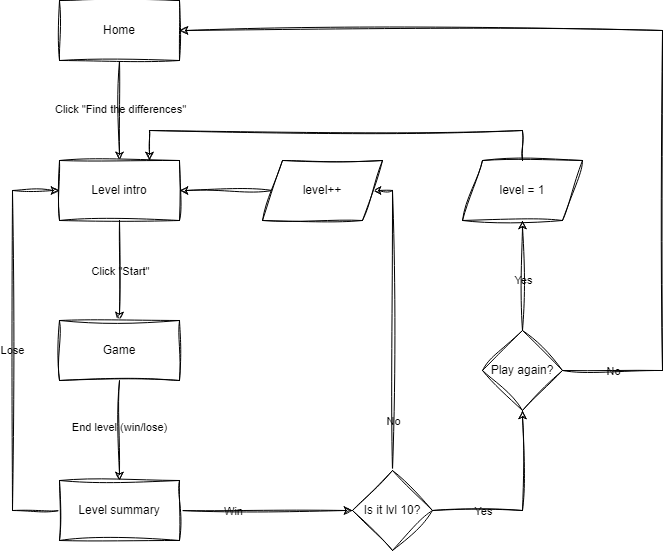 Home
Click "Find the differences"
Level intro
level++
level = 1
Click "Start"
Yes
Lose
Game
Play again?
No
No
End level (win/lose)
Level summary
Win
Is it lvl 10?
Yes